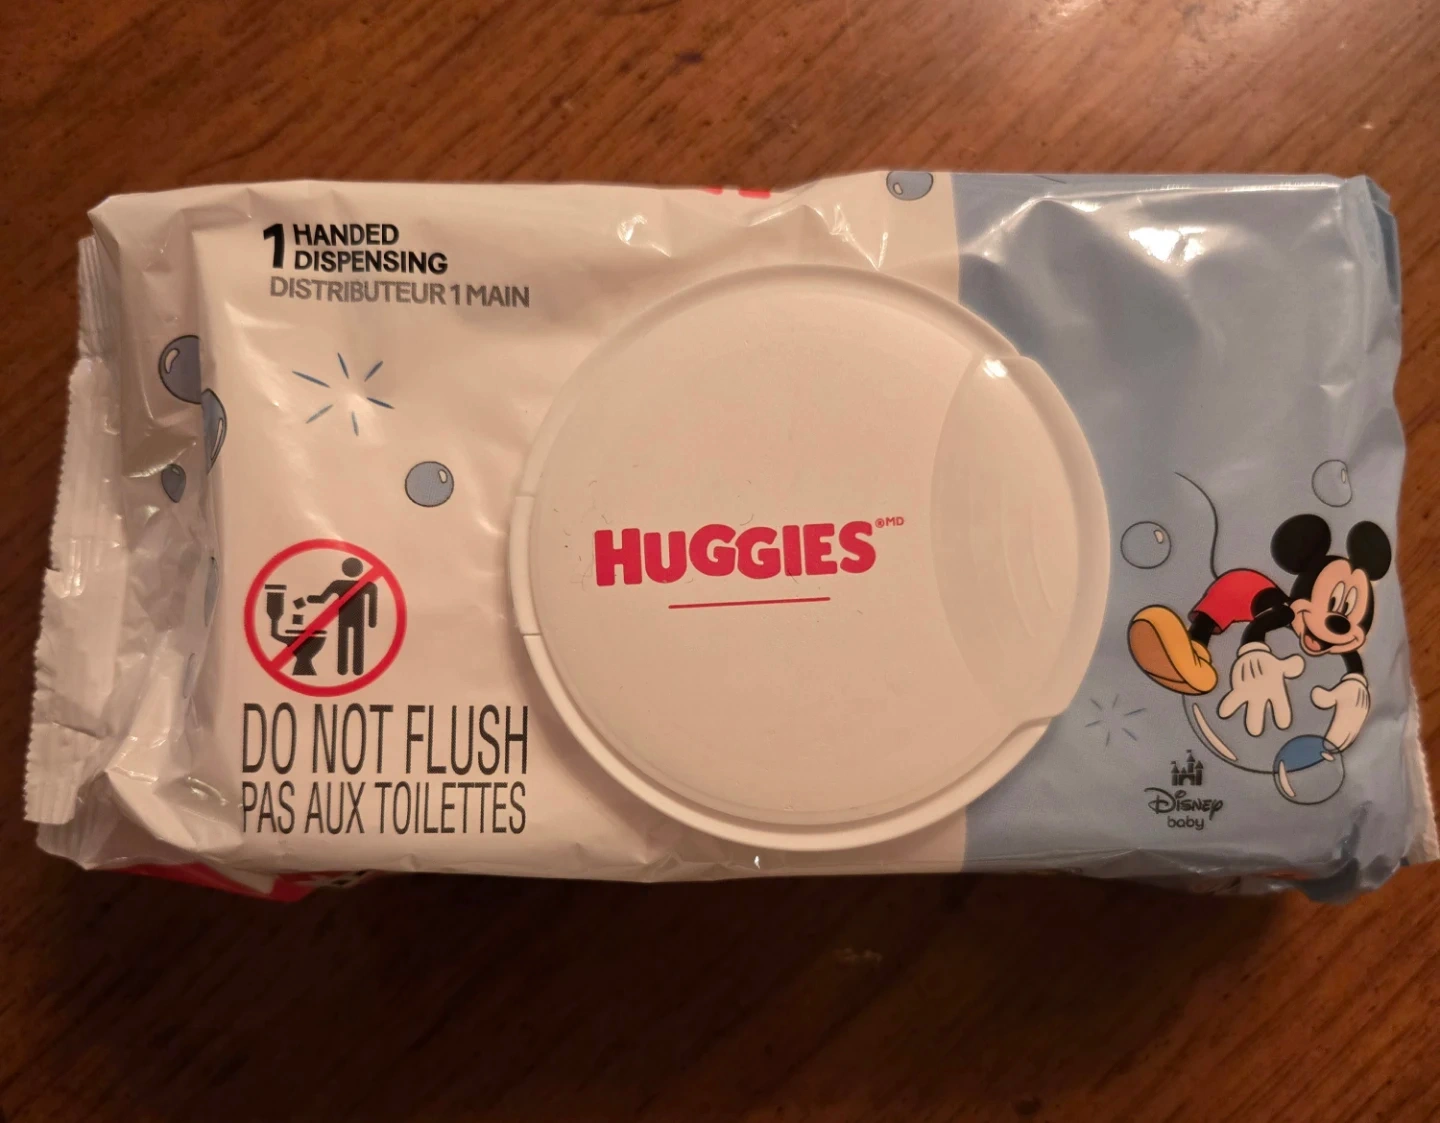 1 HANDED
DISPENSING
DISTRIBUTEUR 1 MAIN
HUGGIES®MD
DO NOT FLUSH
PAS AUX TOILETTES
Disney
baby